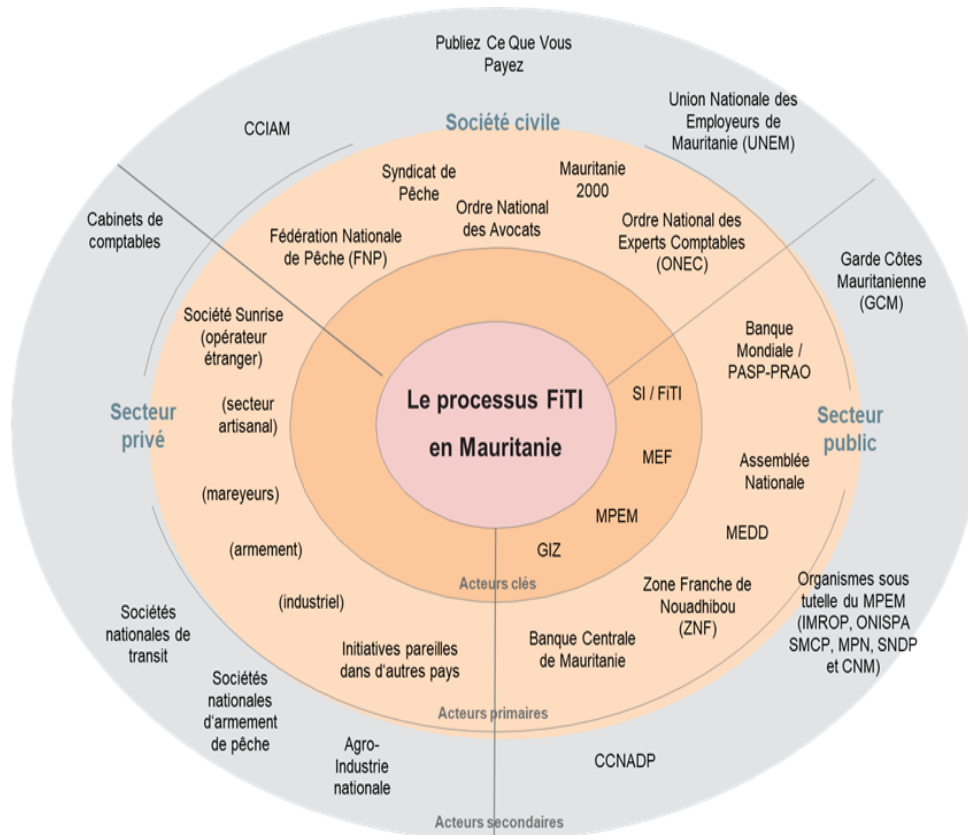 Publiez Ce Que Vous
Payez
Union Nationale des
Employeurs de
Mauritanie (UNEM)
CCIAM
Société civile
Syndicat de
Pêche
Mauritanie
2000
Ordre National
des Avocats
Cabinets de
comptables
Fédération Nationale
de Pêche (FNP)
Ordre National des
Experts Comptables
(ONEC)
Garde Côtes
Mauritanienne
(GCM)
Société Sunrise
(opérateur
étranger)
Banque
Mondiale /
PASP-PRAO
Secteur
privé
(secteur
artisanal)
Le processus FiTI
en Mauritanie
SI / FiTI
Secteur
public
MEF
Assemblée
Nationale
(mareyeurs)
MPEM
MEDD
(armement)
GIZ
Acteurs clés
(industriel)
Zone Franche de
Nouadhibou
(ZNF)
Organismes sous
tutelle du MPEM
(IMROP, ONISPA
SMCP, MPN, SNDP
et CNM)
Sociétés
nationales de
transit
Initiatives pareilles
dans d'autres pays
Banque Centrale
de Mauritanie
Sociétés
nationales
d'armement
de pêche
Acteurs primaires
Agro-
Industrie
nationale
CCNADP
Acteurs secondaires